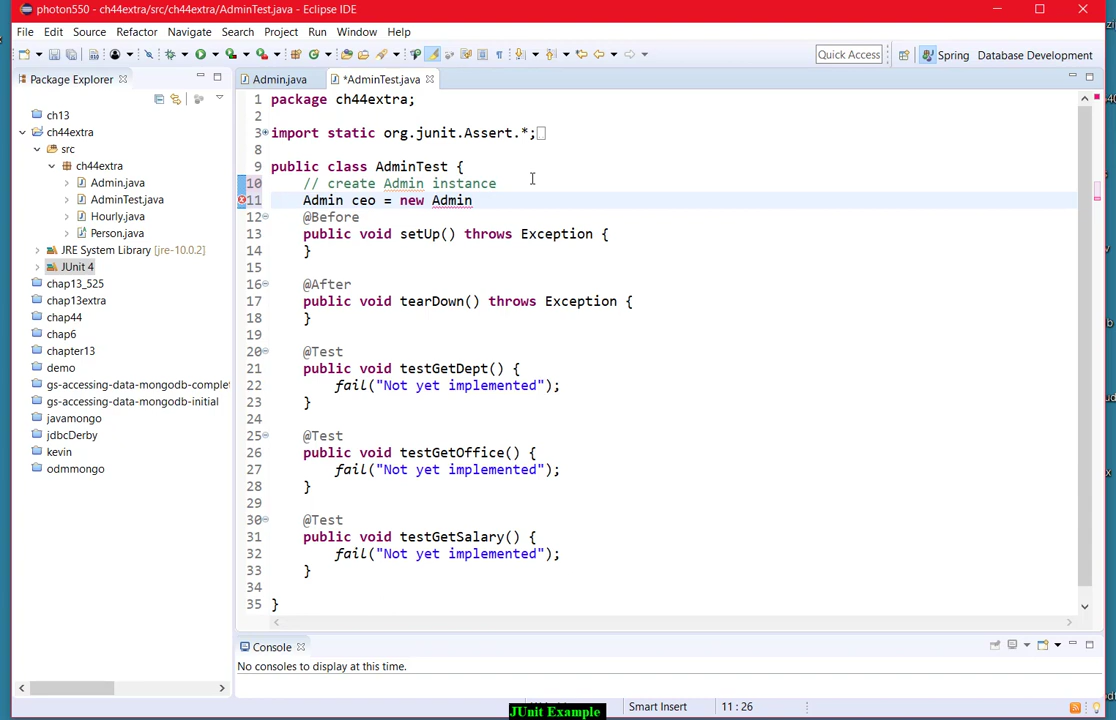 photon550 - ch44extra/src/ch44extra/AdminTest.java - Eclipse IDE
File Edit Source Refactor Navigate Search Project Run Window Help
Quick Access
Spring
Database Development
Package Explorer
ch13
ch44extra
src
ch44extra
Admin.java
AdminTest.java
Hourly.java
Person.java
JRE System Library [jre-10.0.2]
JUnit 4
chap13_525
chap13extra
chap44
chap6
chapter13
demo
gs-accessing-data-mongodb-complet
gs-accessing-data-mongodb-initial
javamongo
jdbcDerby
kevin
odmmongo
Admin.java
*AdminTest.java
1 package ch44extra;
2
3 import static org.junit.Assert.*;
8
9 public class AdminTest {
10 // create Admin instance
11 Admin ceo = new Admin
12 @Before
13 public void setUp() throws Exception {
14 }
15
16 @After
17 public void tearDown() throws Exception {
18 }
19
20 @Test
21 public void testGetDept() {
22 fail("Not yet implemented");
23 }
24
25 @Test
26 public void testGetOffice() {
27 fail("Not yet implemented");
28 }
29
30 @Test
31 public void testGetSalary() {
32 fail("Not yet implemented");
33 }
34
35 }
Console
No consoles to display at this time.
JUnit Example
Smart Insert
11 : 26